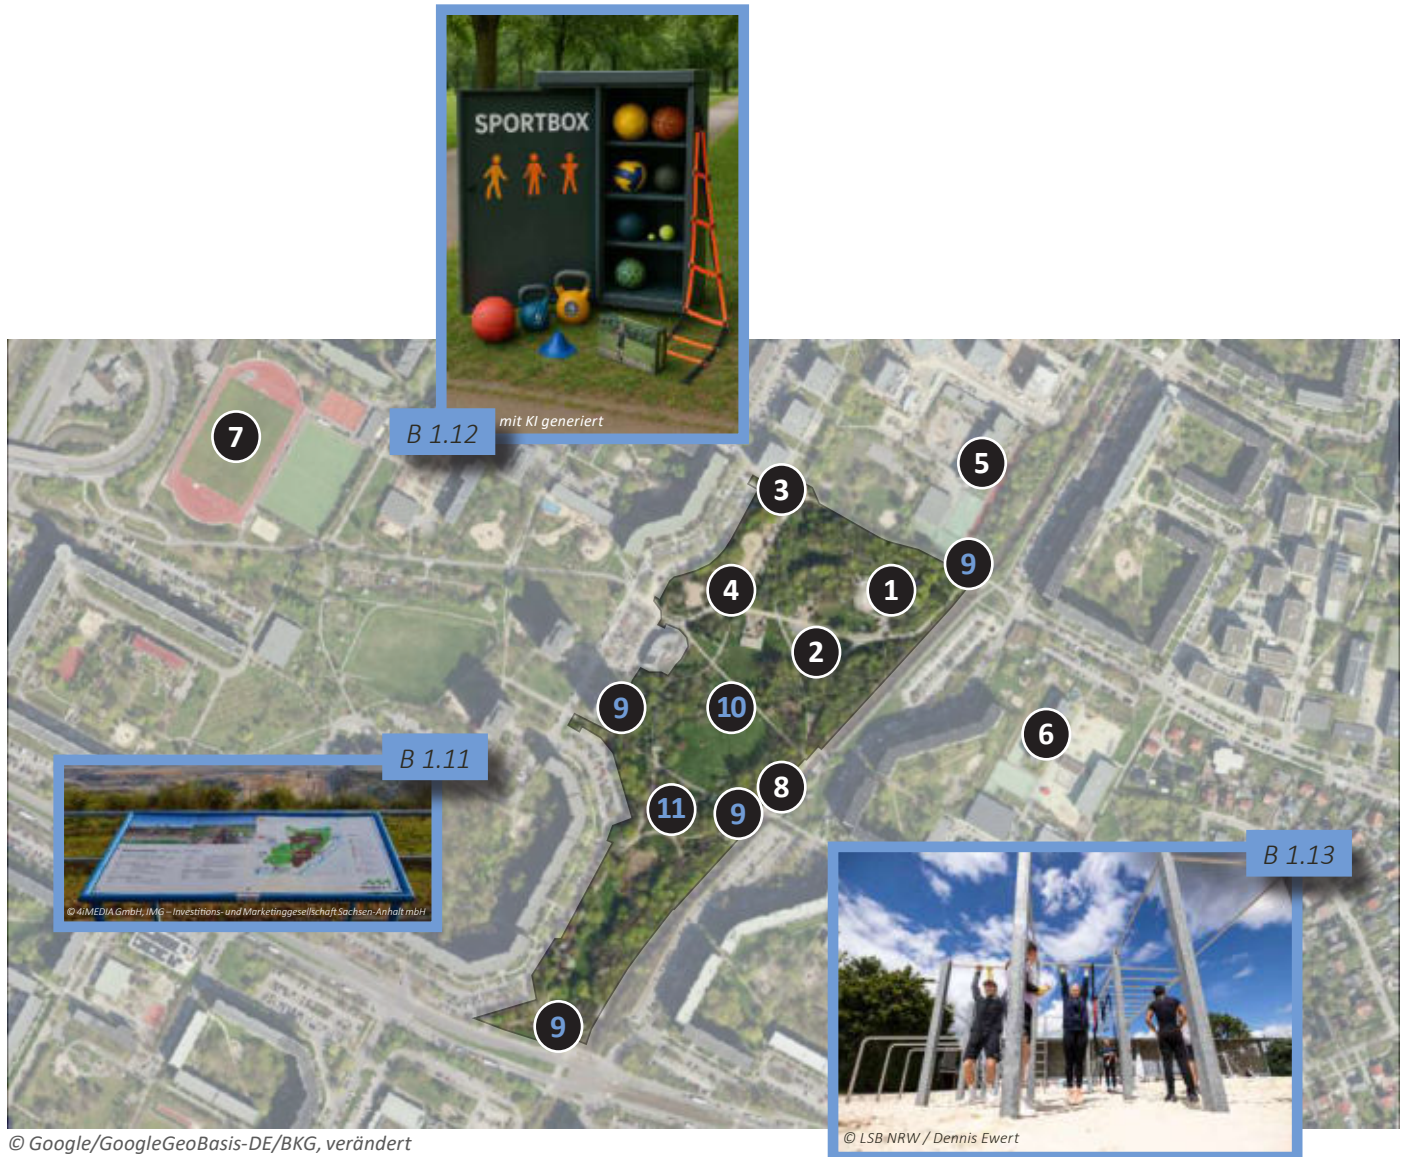 SPORTBOX
mit KI generiert
B 1.12
7
5
3
9
4
1
2
9
10
6
B 1.11
8
11
9
B 1.13
© 4iMEDIA GmbH, IMG – Investitions- und Marketinggesellschaft Sachsen-Anhalt mbH
9
© LSB NRW / Dennis Ewert
© Google/GoogleGeoBasis-DE/BKG, verändert